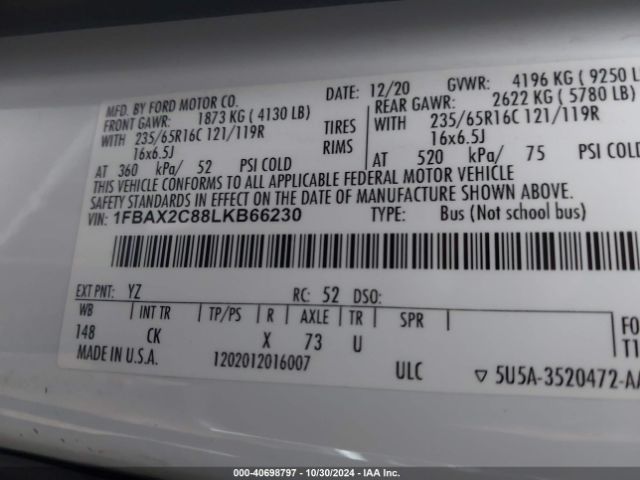 MFD. BY FORD MOTOR CO.
DATE: 12/20 GVWR: 4196 KG ( 9250 L
FRONT GAWR: 1873 KG ( 4130 LB)
REAR GAWR: 2622 KG ( 5780 LB)
WITH 235/65R16C 121/119R TIRES WITH 235/65R16C 121/119R
16x6.5J RIMS 16x6.5J
AT 360 kPa/ 52 PSI COLD AT 520 kPa/ 75 PSI COLD
THIS VEHICLE CONFORMS TO ALL APPLICABLE FEDERAL MOTOR VEHICLE
SAFETY STANDARDS IN EFFECT ON THE DATE OF MANUFACTURE SHOWN ABOVE.
VIN: 1FBAX2C88LKB66230 TYPE: Bus (Not school bus)
EXT PNT: YZ RC: 52 DSO:
WB INT TR TP/PS R AXLE TR SPR
148 CK X 73 U
MADE IN U.S.A. 1202012016007 ULC
FO
T1
▽ 5U5A-3520472-AA
000-40698797 - 10/30/2024 - IAA Inc.